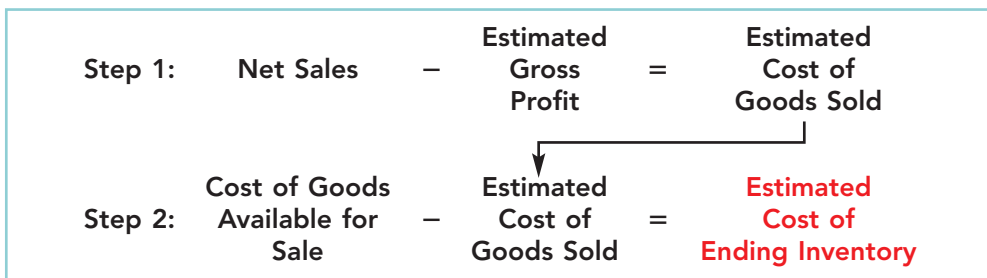 Estimated Estimated
Step 1: Net Sales – Gross = Cost of
Profit Goods Sold
Cost of Goods Estimated Estimated
Step 2: Available for – Cost of = Cost of
Sale Goods Sold Ending Inventory